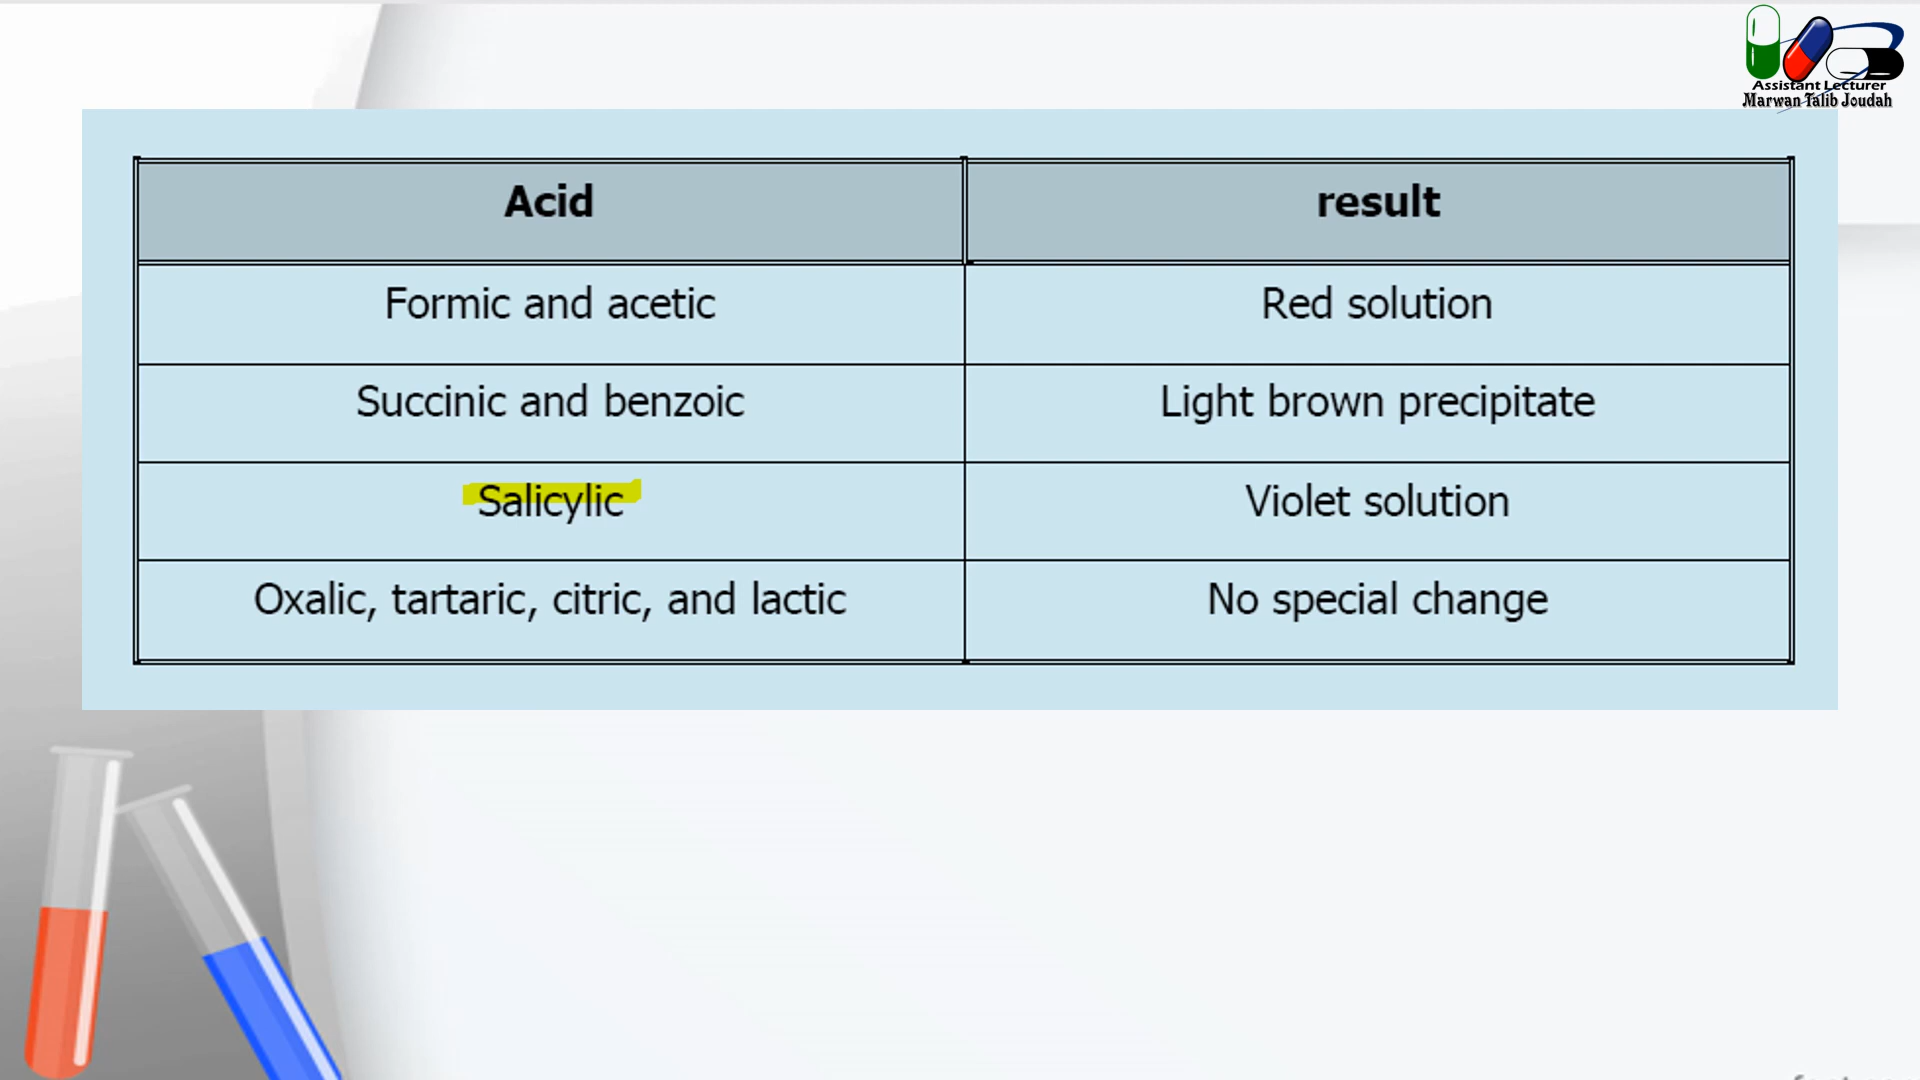 Assistant Lecturer
Marwan Talib Joudah
Acid result
Formic and acetic Red solution
Succinic and benzoic Light brown precipitate
Salicylic Violet solution
Oxalic, tartaric, citric, and lactic No special change